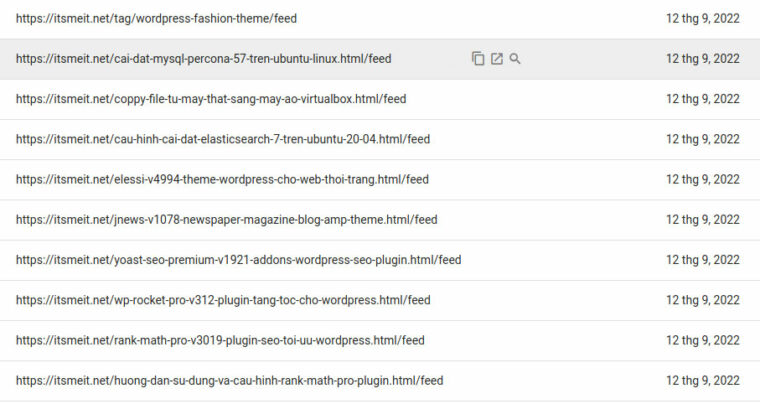 https://itsmeit.net/tag/wordpress-fashion-theme/feed 12 thg 9, 2022
https://itsmeit.net/cai-dat-mysql-percona-57-tren-ubuntu-linux.html/feed 12 thg 9, 2022
https://itsmeit.net/coppy-file-tu-may-that-sang-may-ao-virtualbox.html/feed 12 thg 9, 2022
https://itsmeit.net/cau-hinh-cai-dat-elasticsearch-7-tren-ubuntu-20-04.html/feed 12 thg 9, 2022
https://itsmeit.net/elessi-v4994-theme-wordpress-cho-web-thoi-trang.html/feed 12 thg 9, 2022
https://itsmeit.net/jnews-v1078-newspaper-magazine-blog-amp-theme.html/feed 12 thg 9, 2022
https://itsmeit.net/yoast-seo-premium-v1921-addons-wordpress-seo-plugin.html/feed 12 thg 9, 2022
https://itsmeit.net/wp-rocket-pro-v312-plugin-tang-toc-cho-wordpress.html/feed 12 thg 9, 2022
https://itsmeit.net/rank-math-pro-v3019-plugin-seo-toi-uu-wordpress.html/feed 12 thg 9, 2022
https://itsmeit.net/huong-dan-su-dung-va-cau-hinh-rank-math-pro-plugin.html/feed 12 thg 9, 2022